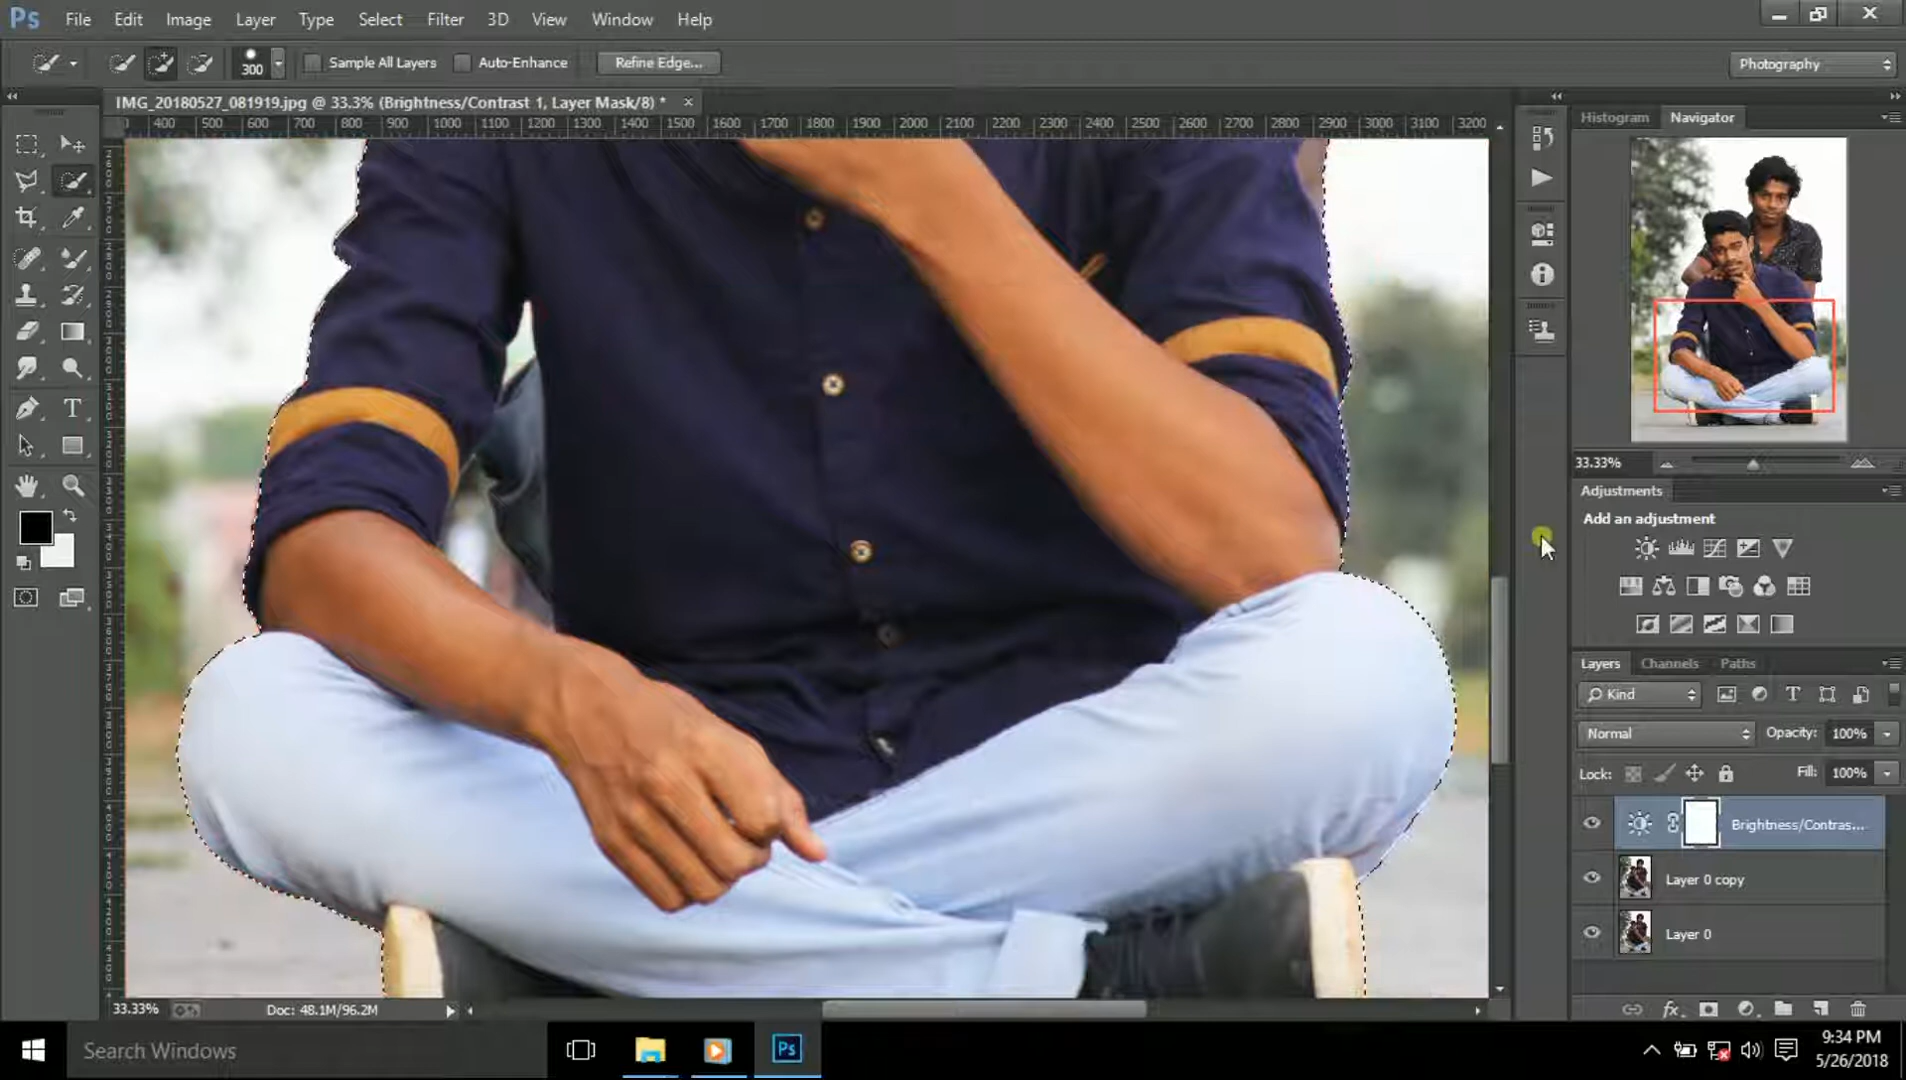 Ps File Edit Image Layer Type Select Filter 3D View Window Help
300 Sample All Layers Auto-Enhance Refine Edge... Photography
IMG_20180527_081919.jpg @ 33.3% (Brightness/Contrast 1, Layer Mask/8) * ×
400 500 600 700 800 900 1000 1100 1200 1300 1400 1500 1600 1700 1800 1900 2000 2100 2200 2300 2400 2500 2600 2700 2800 2900 3000 3100 3200
Histogram Navigator
33.33%
Adjustments
Add an adjustment
Layers Channels Paths
Kind
Normal Opacity: 100%
Lock: Fill: 100%
Brightness/Contras...
Layer 0 copy
Layer 0
33.33% Doc: 48.1M/96.2M
Search Windows
Ps
9:34 PM
5/26/2018